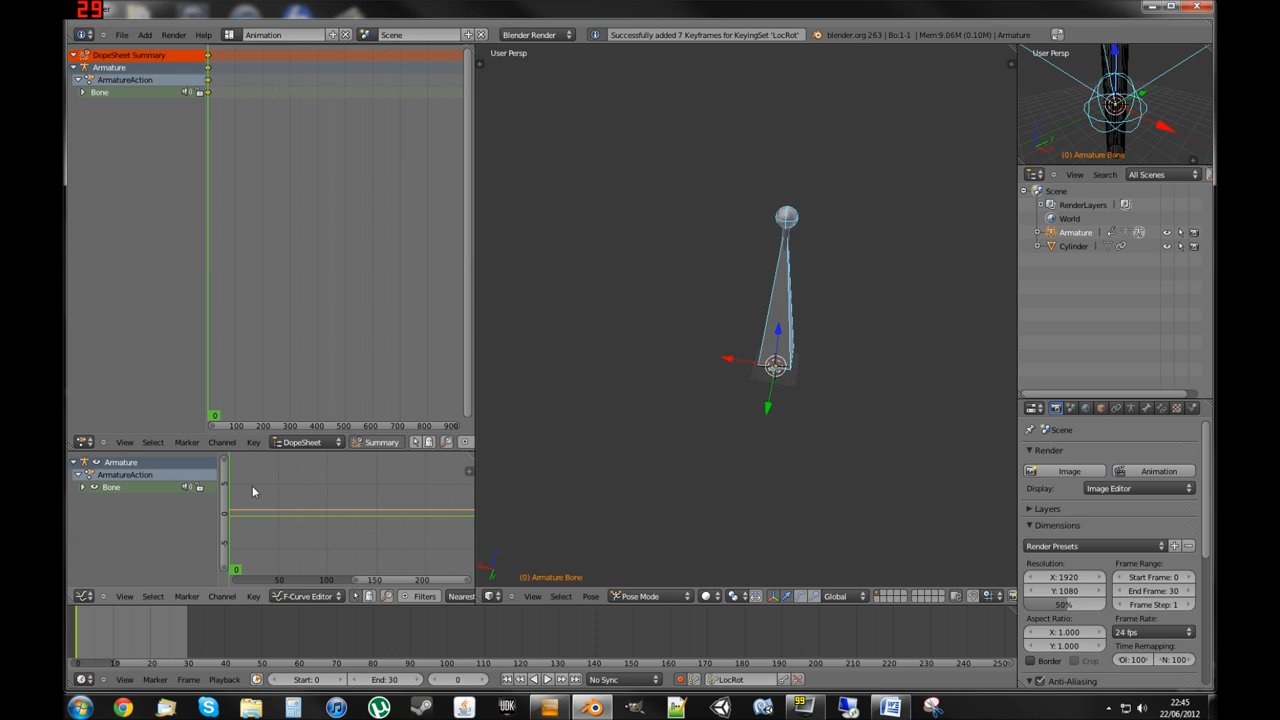 29
File Add Render Help Animation Scene Blender Render Successfully added 7 Keyframes for KeyingSet 'LocRot' blender.org 263 | Bo:1-1 | Mem:9.06M (0.10M) | Armature
DopeSheet Summary
Armature
ArmatureAction
Bone
0
100 200 300 400 500 600 700 800 900
View Select Marker Channel Key DopeSheet Summary
Armature
ArmatureAction
Bone
5
0
-5
0
50 100 150 200
View Select Marker Channel Key F-Curve Editor Filters Nearest
User Persp
(0) Armature Bone
View Select Pose Pose Mode Global
User Persp
(0) Armature Bone
View Search All Scenes
Scene
RenderLayers
World
Armature
Cylinder
Scene
Render
Image Animation
Display: Image Editor
Layers
Dimensions
Render Presets
Resolution: Frame Range:
X: 1920 Start Frame: 0
Y: 1080 End Frame: 30
50% Frame Step: 1
Aspect Ratio: Frame Rate:
X: 1.000 24 fps
Y: 1.000 Time Remapping:
Border Crop O: 100 N: 100
Anti-Aliasing
0 10 20 30 40 50 60 70 80 90 100 110 120 130 140 150 160 170 180 190 200 210 220 230 240 250
View Marker Frame Playback Start: 0 End: 30 0 No Sync LocRot
UDK
99
22:45
22/06/2012